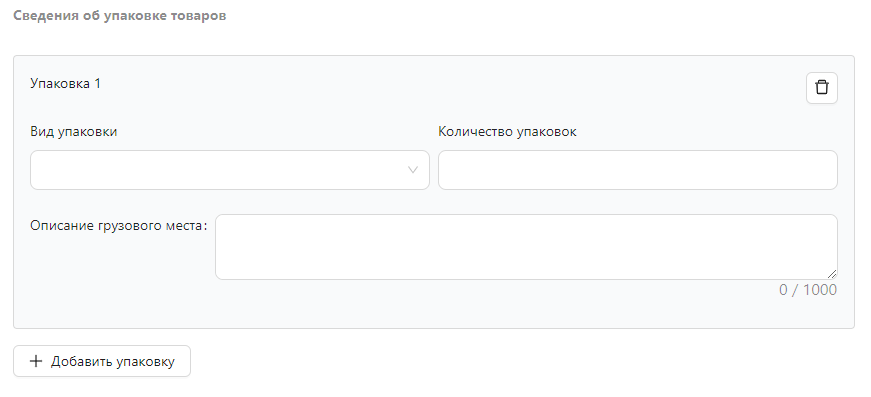 Сведения об упаковке товаров
Упаковка 1
Вид упаковки
Количество упаковок
Описание грузового места:
0 / 1000
Добавить упаковку